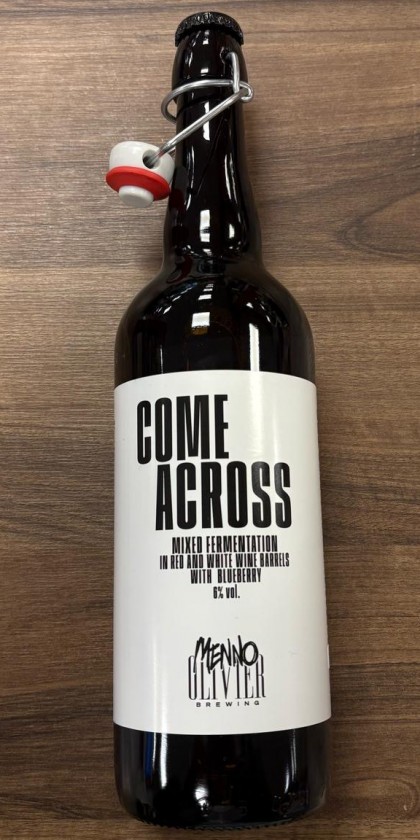 COME
ACROSS
MIXED FERMENTATION
IN RED AND WHITE WINE BARRELS
WITH BLUEBERRY
6% vol.
MENNO
OLIVIER
BREWING